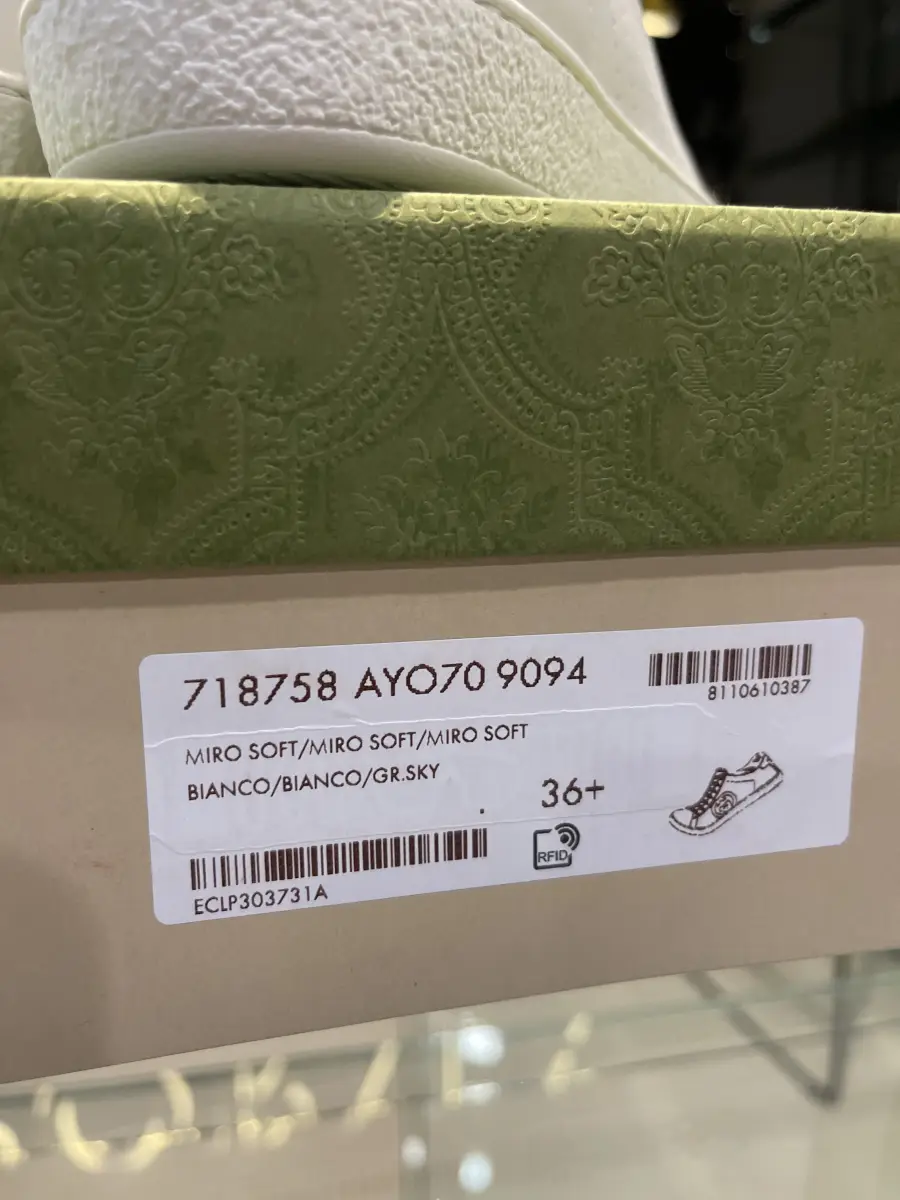 718758 AYO70 9094
8110610387
MIRO SOFT/MIRO SOFT/MIRO SOFT
BIANCO/BIANCO/GR.SKY
36+
RFID
ECLP303731A